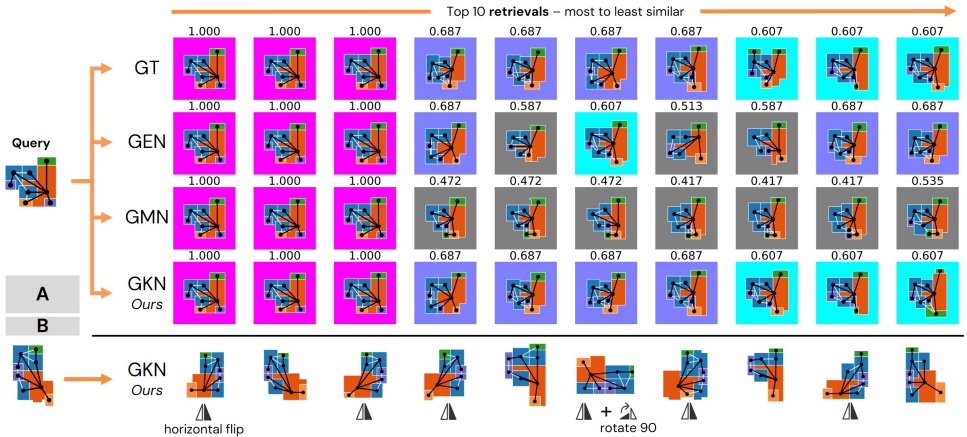 Top 10 retrievals – most to least similar
1.000 1.000 1.000 0.687 0.687 0.687 0.687 0.607 0.607 0.607
GT
1.000 1.000 1.000 0.687 0.587 0.607 0.513 0.587 0.687 0.687
GEN
Query
1.000 1.000 1.000 0.472 0.472 0.472 0.417 0.417 0.417 0.535
GMN
1.000 1.000 1.000 0.687 0.687 0.687 0.687 0.607 0.607 0.607
GKN
Ours
A
B
GKN
Ours
+
horizontal flip
rotate 90